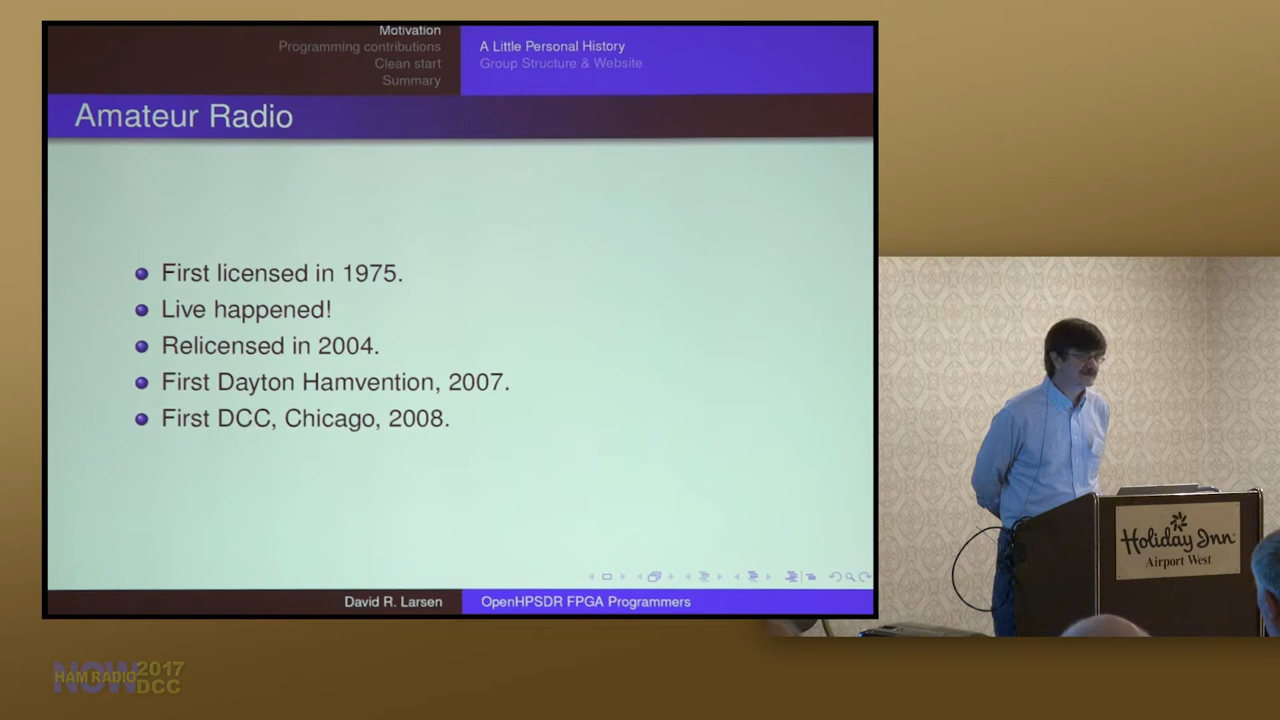 Motivation
Programming contributions
Clean start
Summary
A Little Personal History
Group Structure & Website
Amateur Radio
First licensed in 1975.
Live happened!
Relicensed in 2004.
First Dayton Hamvention, 2007.
First DCC, Chicago, 2008.
David R. Larsen
OpenHPSDR FPGA Programmers
Holiday Inn
Airport West
NOW
HAM RADIO 2017
DCC